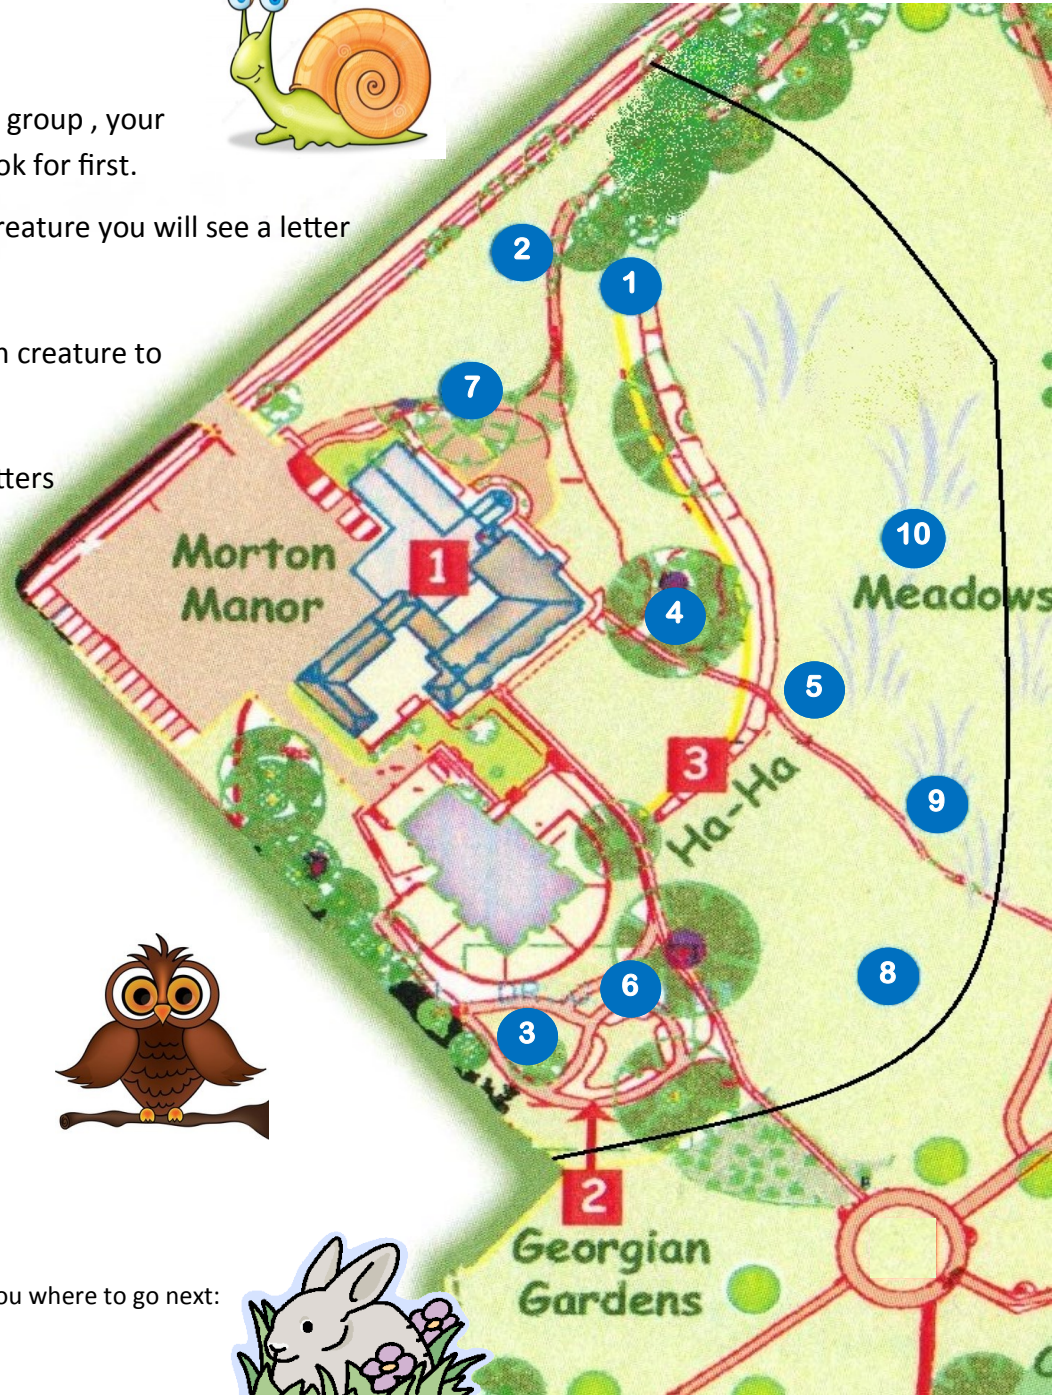 group , your
ok for first.
reature you will see a letter
n creature to
tters
ou where to go next:
2
1
7
Morton
Manor
1
10
Meadows
4
5
3
Ha-Ha
9
6
8
3
2
Georgian
Gardens